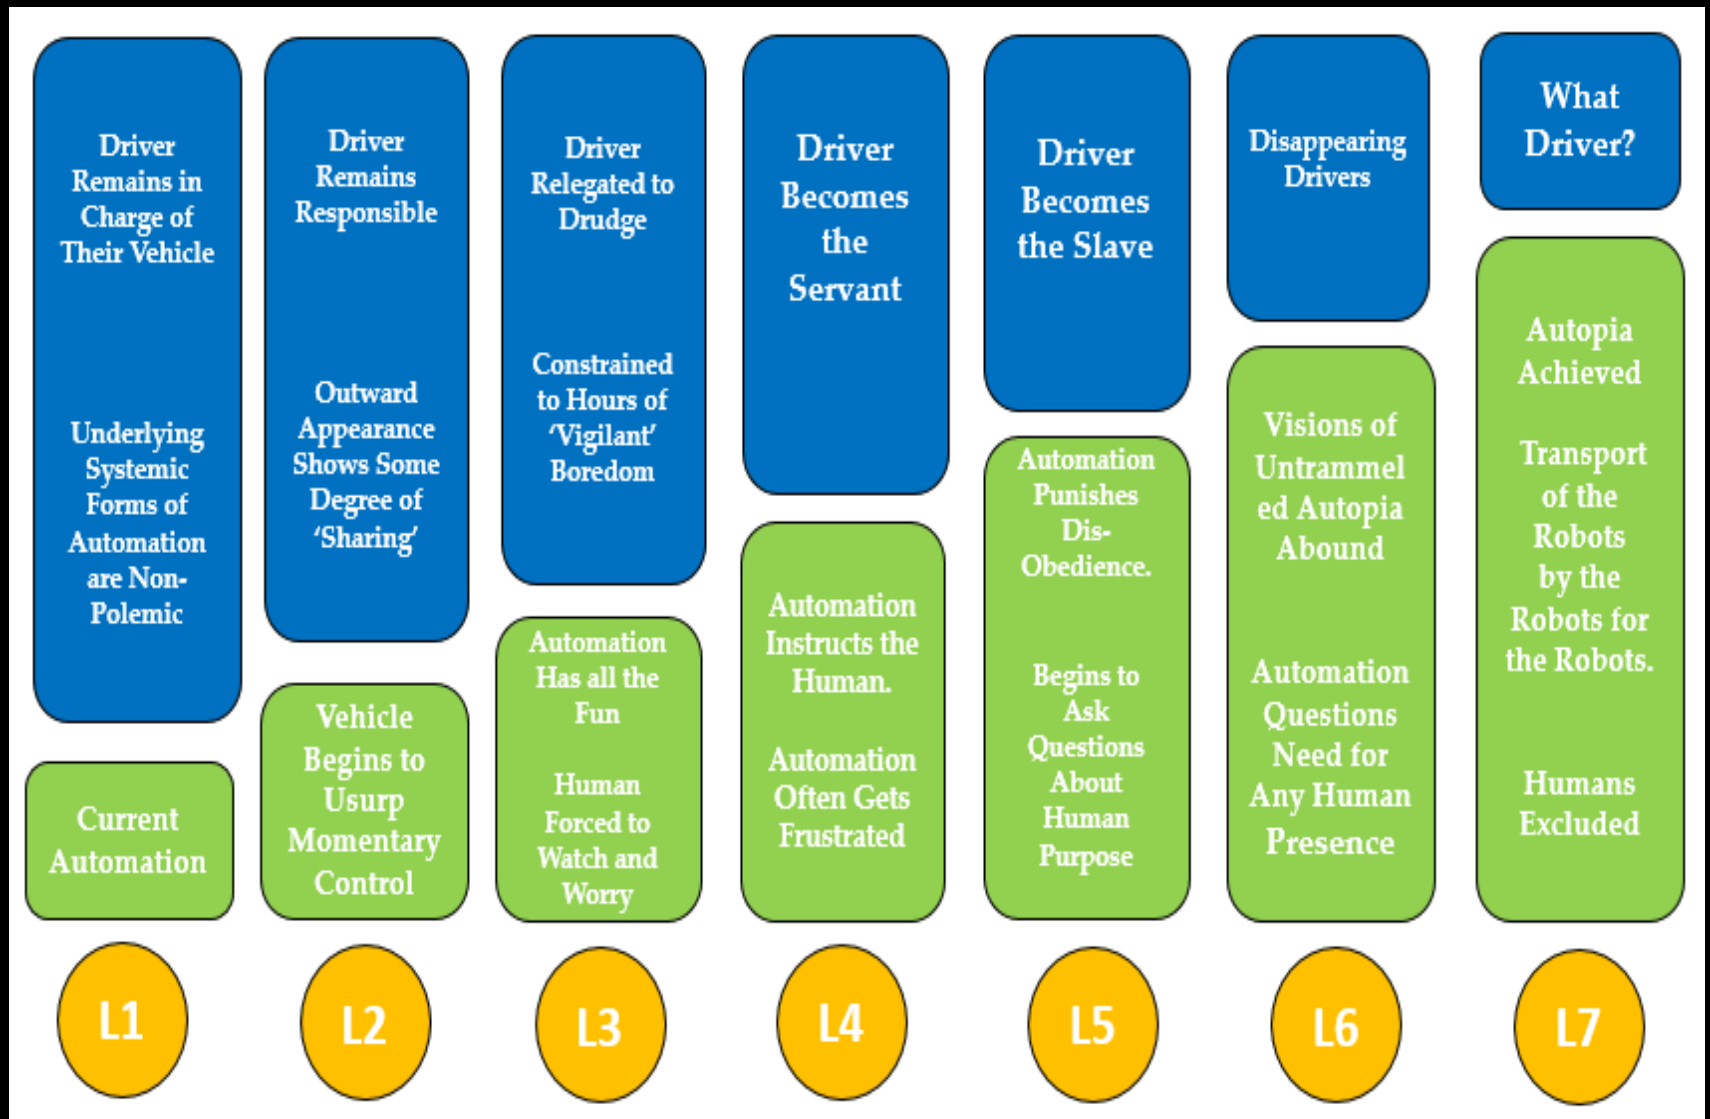 Driver
Remains in
Charge of
Their Vehicle
Underlying
Systemic
Forms of
Automation
are Non-
Polemic
Current
Automation
L1
Driver
Remains
Responsible
Outward
Appearance
Shows Some
Degree of
‘Sharing’
Vehicle
Begins to
Usurp
Momentary
Control
L2
Driver
Relegated to
Drudge
Constrained
to Hours of
‘Vigilant’
Boredom
Automation
Has all the
Fun
Human
Forced to
Watch and
Worry
L3
Driver
Becomes
the
Servant
Automation
Instructs the
Human.
Automation
Often Gets
Frustrated
L4
Driver
Becomes
the Slave
Automation
Punishes
Dis-
Obedience.
Begins to
Ask
Questions
About
Human
Purpose
L5
Disappearing
Drivers
Visions of
Untrammel
ed Autopia
Abound
Automation
Questions
Need for
Any Human
Presence
L6
What
Driver?
Autopia
Achieved
Transport
of the
Robots
by the
Robots for
the Robots.
Humans
Excluded
L7